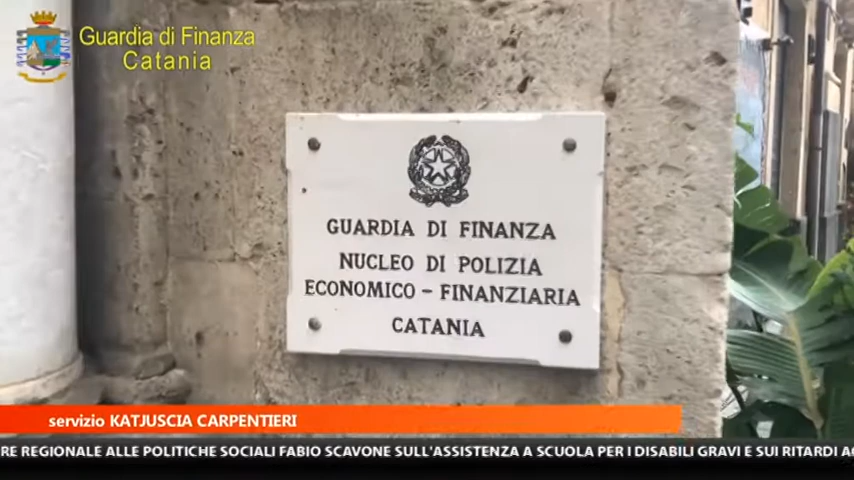 Guardia di Finanza
Catania
GUARDIA DI FINANZA
NUCLEO DI POLIZIA
ECONOMICO - FINANZIARIA
CATANIA
servizio KATJUSCIA CARPENTIERI
RE REGIONALE ALLE POLITICHE SOCIALI FABIO SCAVONE SULL'ASSISTENZA A SCUOLA PER I DISABILI GRAVI E SUI RITARDI